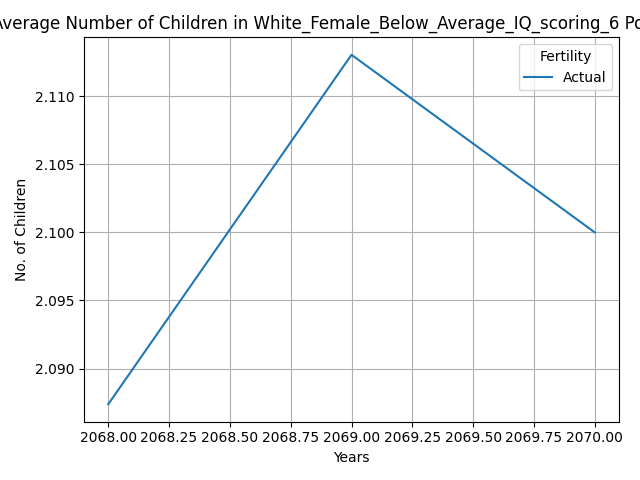 Average Number of Children in White_Female_Below_Average_IQ_scoring_6
Fertility
Actual
2.110
2.105
2.100
2.095
2.090
No. of Children
2068.00 2068.25 2068.50 2068.75 2069.00 2069.25 2069.50 2069.75 2070.00
Years